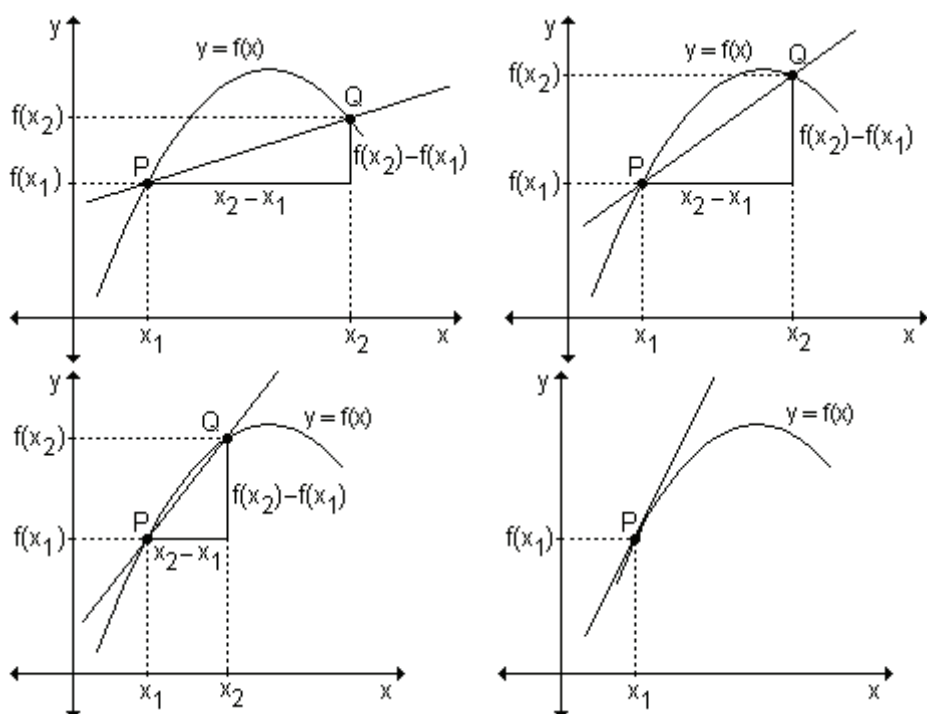 y
y = f(x)
Q
f(x₂)
f(x₂)–f(x₁)
P
f(x₁)
x₂ – x₁
x₁
x₂
x
y
y = f(x)
Q
f(x₂)
f(x₂)–f(x₁)
P
f(x₁)
x₂ – x₁
x₁
x₂
x
y
Q
y = f(x)
f(x₂)
f(x₂)–f(x₁)
P
f(x₁)
x₂ – x₁
x₁
x₂
x
y
y = f(x)
P
f(x₁)
x₁
x